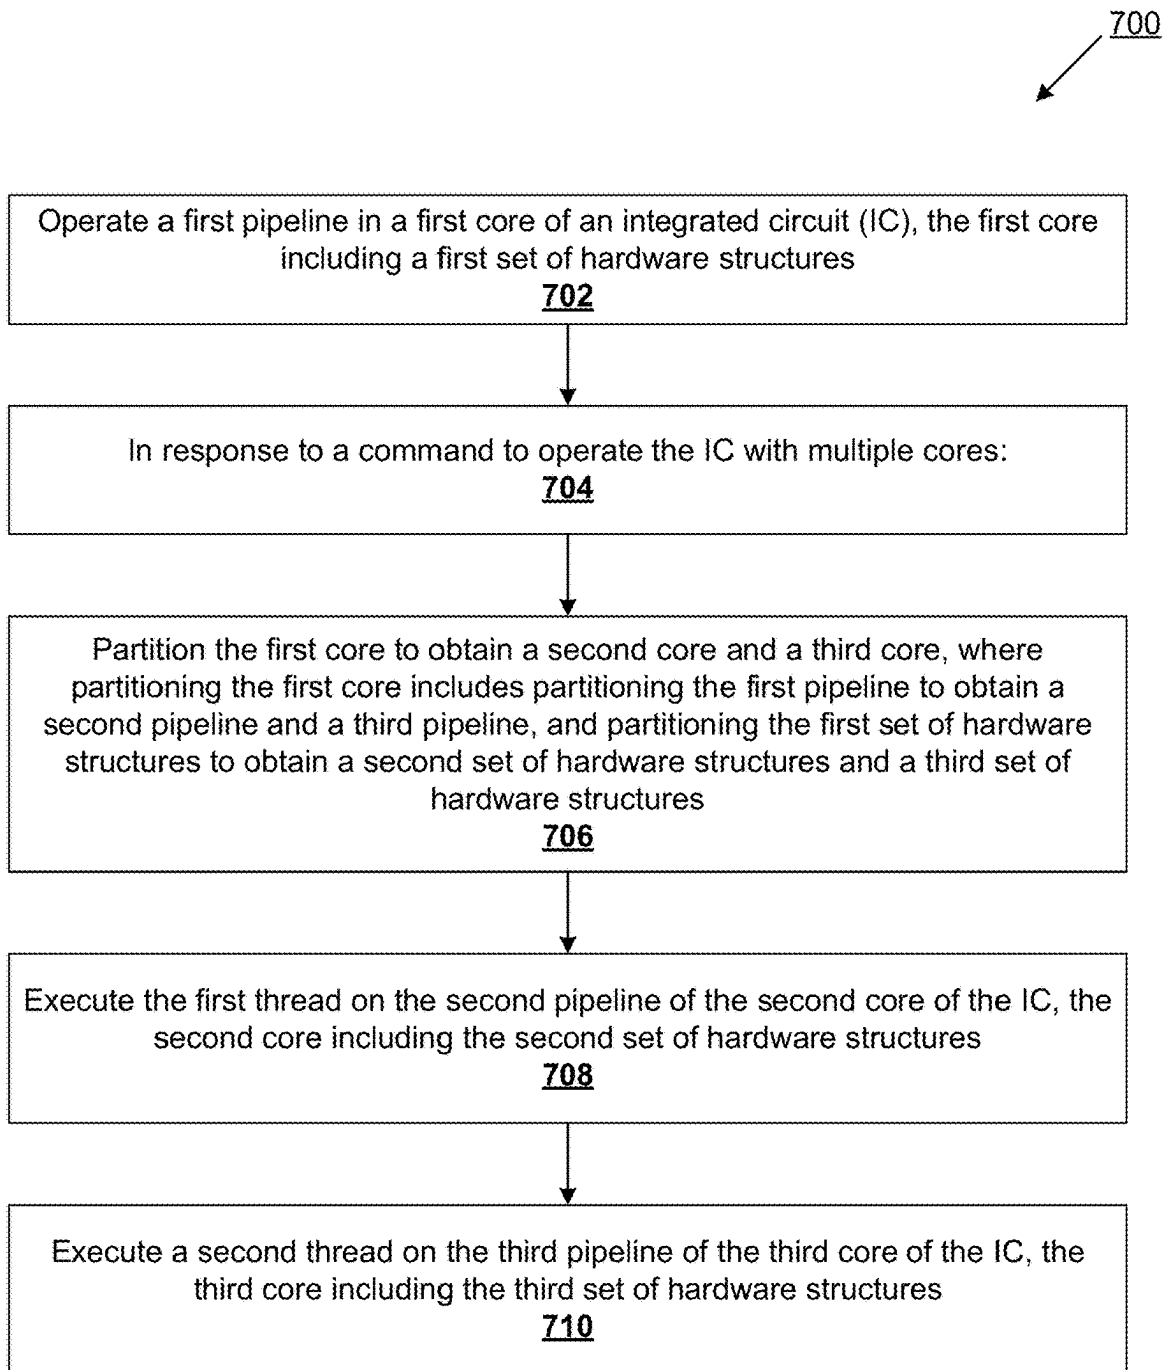 700
Operate a first pipeline in a first core of an integrated circuit (IC), the first core
including a first set of hardware structures
702
In response to a command to operate the IC with multiple cores:
704
Partition the first core to obtain a second core and a third core, where
partitioning the first core includes partitioning the first pipeline to obtain a
second pipeline and a third pipeline, and partitioning the first set of hardware
structures to obtain a second set of hardware structures and a third set of
hardware structures
706
Execute the first thread on the second pipeline of the second core of the IC, the
second core including the second set of hardware structures
708
Execute a second thread on the third pipeline of the third core of the IC, the
third core including the third set of hardware structures
710